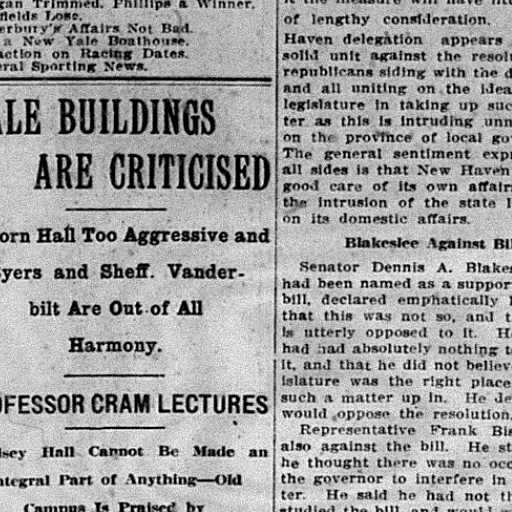 gan Trimmed. Phillips a Winner.
fields Lose.
erbury's Affairs Not Bad.
a New Yale Boathouse.
action on Racing Dates.
eral Sporting News.
ALE BUILDINGS
ARE CRITICISED
orn Hall Too Aggressive and
yers and Sheff. Vander-
bilt Are Out of All
Harmony.
OFESSOR CRAM LECTURES
lsey Hall Cannot Be Made an
ntegral Part of Anything—Old
Campus Is Praised by
it the measure will have
of lengthy consideration.
Haven delegation appears
solid unit against the resolu
republicans siding with the d
and all uniting on the idea
legislature in taking up suc
ter as this is intruding unn
on the province of local gov
The general sentiment expr
all sides is that New Haven
good care of its own affair
the intrusion of the state l
on its domestic affairs.
Blakeslee Against Bil
Senator Dennis A. Blakes
had been named as a support
bill, declared emphatically
that this was not so, and t
is utterly opposed to it. H
had had absolutely nothing t
it, and that he did not believ
islature was the right place
such a matter up in. He de
would oppose the resolution.
Representative Frank Bis
also against the bill. He st
he thought there was no occ
the governor to interfere in
ter. He said he had not th
studied the bill, and would